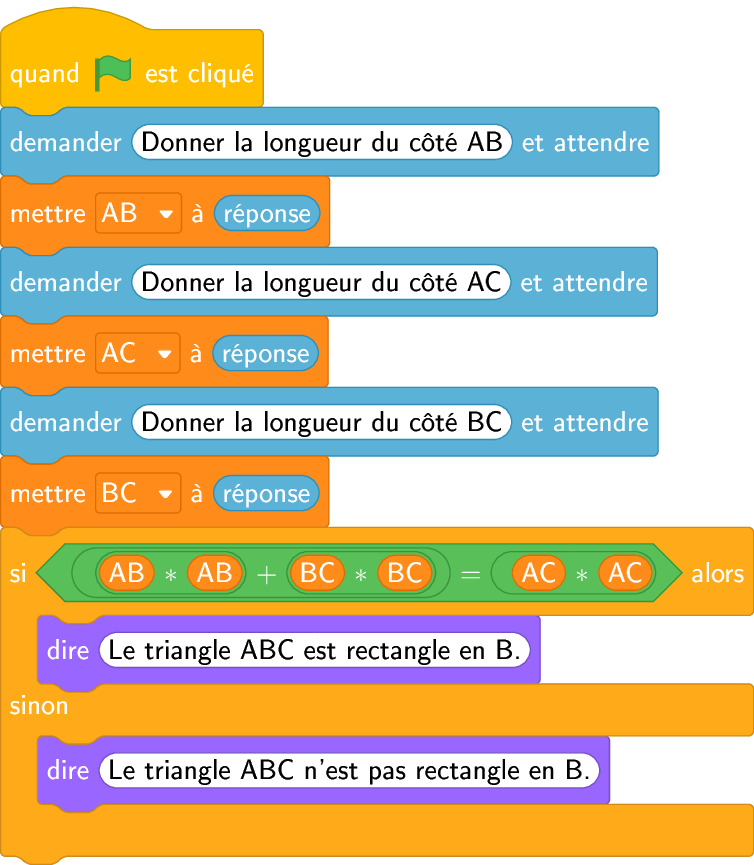 quand est cliqué
demander Donner la longueur du côté AB et attendre
mettre AB à réponse
demander Donner la longueur du côté AC et attendre
mettre AC à réponse
demander Donner la longueur du côté BC et attendre
mettre BC à réponse
si AB * AB + BC * BC = AC * AC alors
dire Le triangle ABC est rectangle en B.
sinon
dire Le triangle ABC n'est pas rectangle en B.